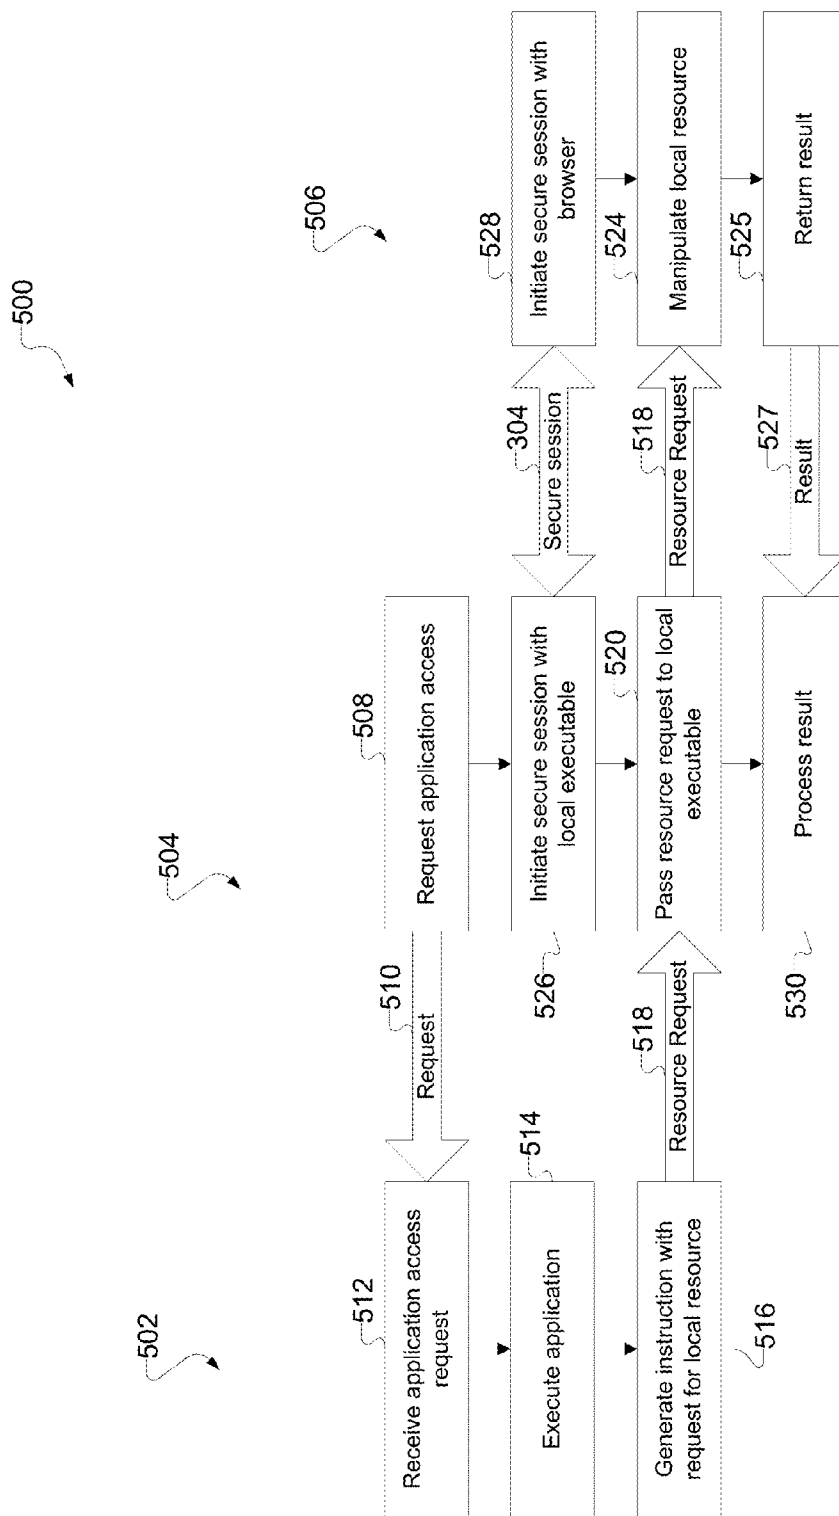 500
502
504
506
512
Receive application access
request
510
Request
508
Request application access
514
Execute application
526
Initiate secure session with
local executable
304
Secure session
528
Initiate secure session with
browser
516
Generate instruction with
request for local resource
518
Resource Request
520
Pass resource request to local
executable
518
Resource Request
524
Manipulate local resource
530
Process result
527
Result
525
Return result